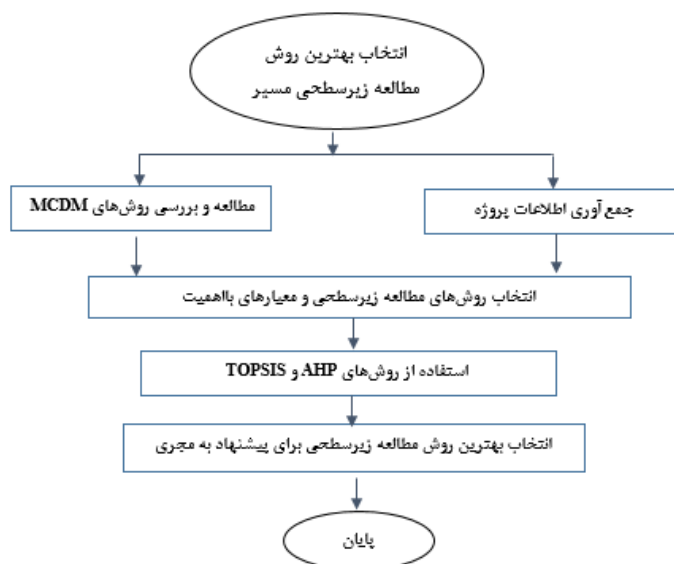 انتخاب بهترین روش
مطالعه زیرسطحی مسیر
جمع‌آوری اطلاعات پروژه
مطالعه و بررسی روش‌های MCDM
انتخاب روش‌های مطالعه زیرسطحی و معیارهای بااهمیت
استفاده از روش‌های AHP و TOPSIS
انتخاب بهترین روش مطالعه زیرسطحی برای پیشنهاد به مجری
پایان